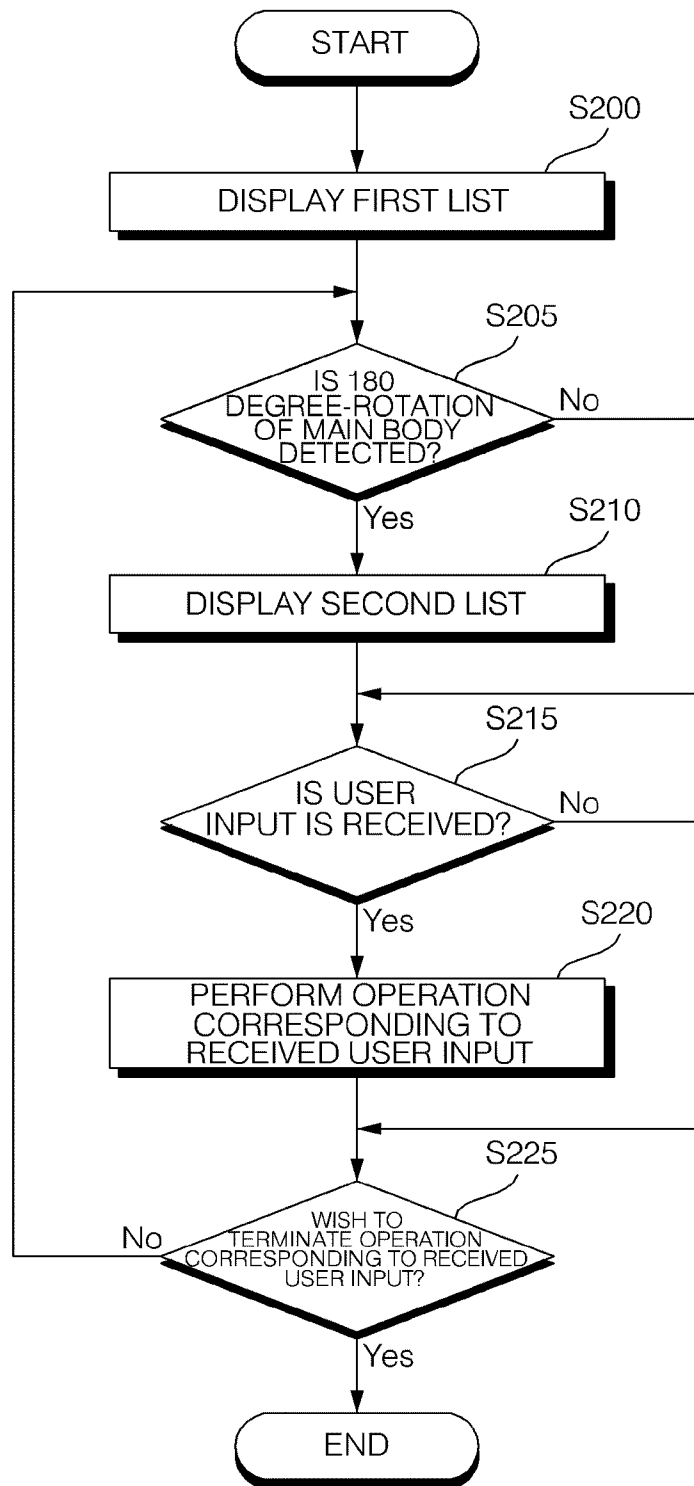 START
S200
DISPLAY FIRST LIST
S205
IS 180
DEGREE-ROTATION
OF MAIN BODY
DETECTED?
No
Yes
S210
DISPLAY SECOND LIST
S215
IS USER
INPUT IS RECEIVED?
No
Yes
S220
PERFORM OPERATION
CORRESPONDING TO
RECEIVED USER INPUT
S225
WISH TO
TERMINATE OPERATION
CORRESPONDING TO RECEIVED
USER INPUT?
No
Yes
END